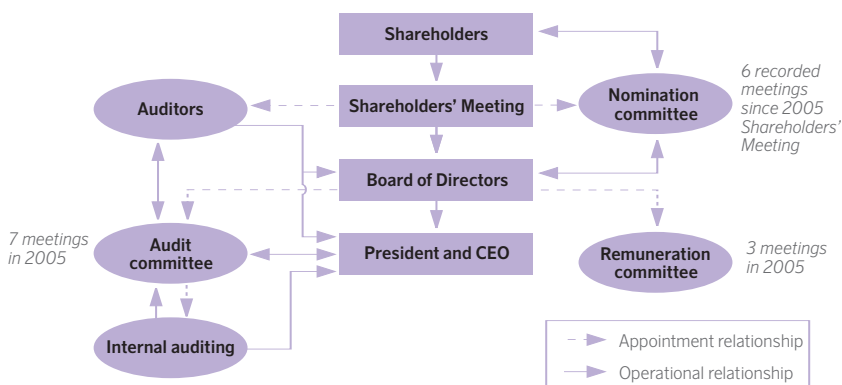 Shareholders
Auditors
Shareholders’ Meeting
Nomination
committee
6 recorded
meetings
since 2005
Shareholders’
Meeting
Board of Directors
7 meetings
in 2005
Audit
committee
President and CEO
Remuneration
committee
3 meetings
in 2005
Internal auditing
Appointment relationship
Operational relationship